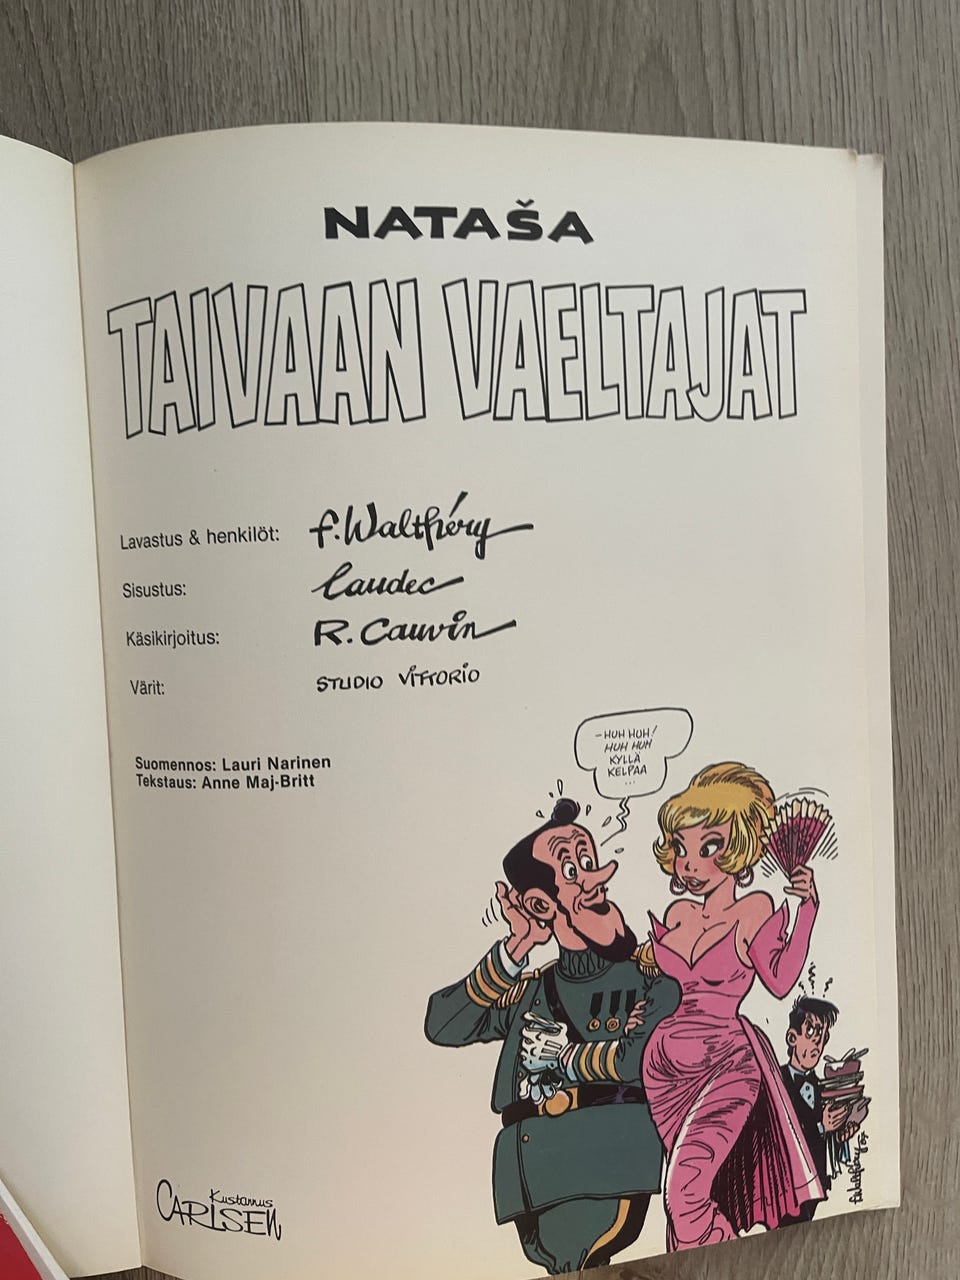 NATAŠA
TAIVAAN VAELTAJAT
Lavastus & henkilöt: F. Walthéry
Sisustus: Laudec
Käsikirjoitus: R. Cauvin
Värit: STUDIO VITTORIO
Suomennos: Lauri Narinen
Tekstaus: Anne Maj-Britt
-HUH HUH!
HUH HUH
KYLLÄ
KELPAA
...
Kustannus
CARLSEN
F. Walthéry